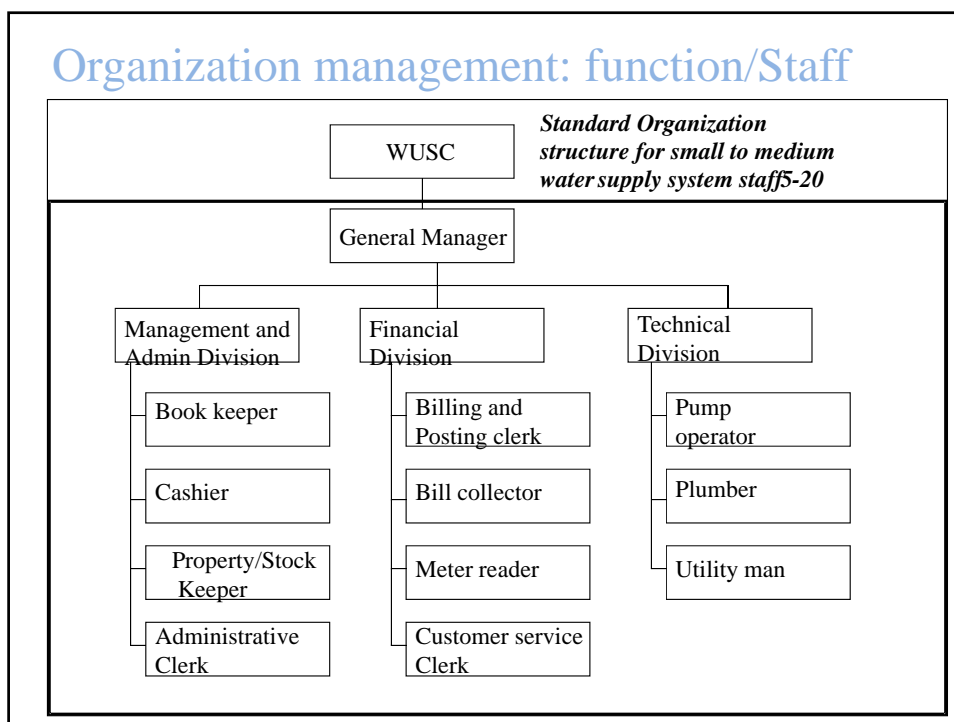 Organization management: function/Staff
WUSC
Standard Organization
structure for small to medium
water supply system staff5-20
General Manager
Management and
Admin Division
Financial
Division
Technical
Division
Book keeper
Cashier
Property/Stock
Keeper
Administrative
Clerk
Billing and
Posting clerk
Bill collector
Meter reader
Customer service
Clerk
Pump
operator
Plumber
Utility man